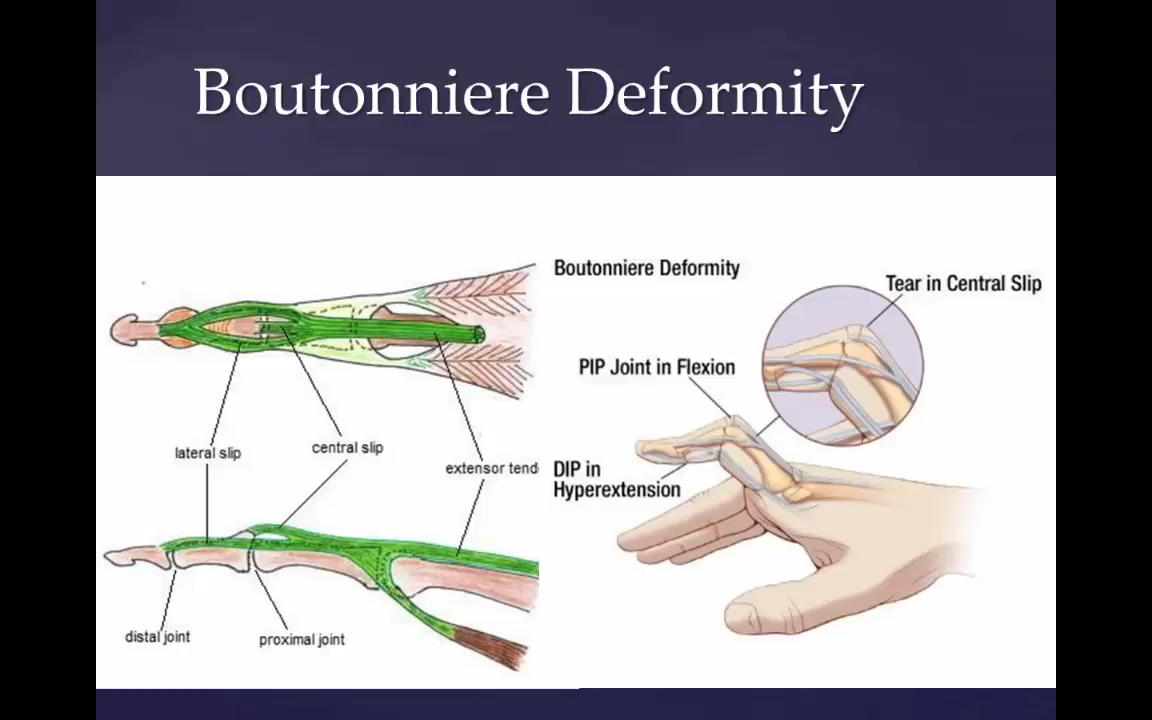 Boutonniere Deformity
Boutonniere Deformity
Tear in Central Slip
PIP Joint in Flexion
DIP in
Hyperextension
lateral slip
central slip
extensor tend
distal joint
proximal joint